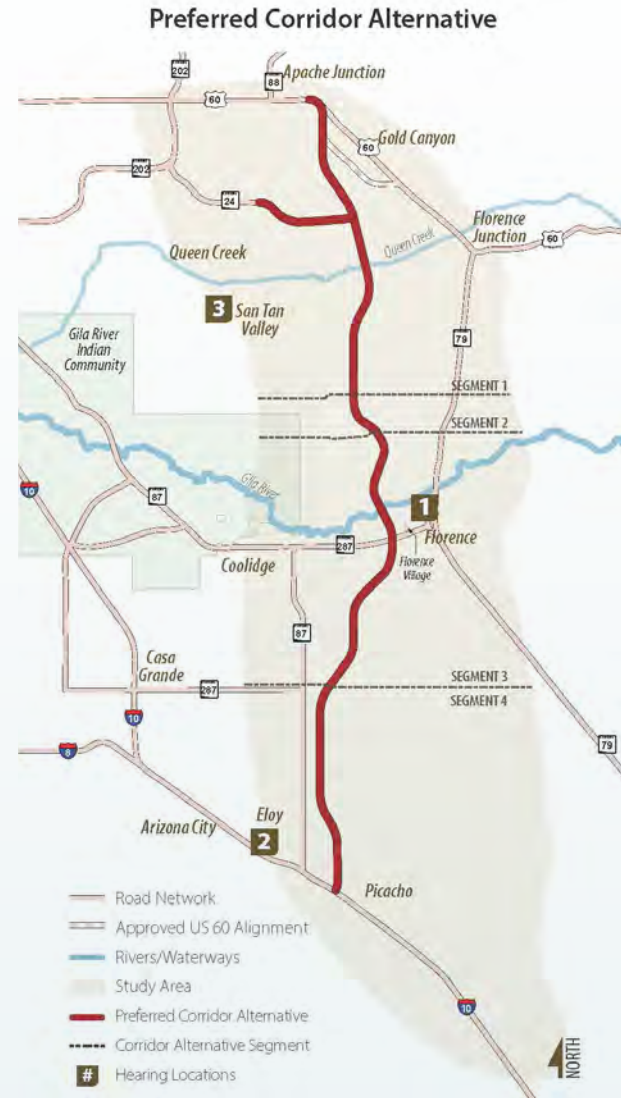 Preferred Corridor Alternative
202
88
Apache Junction
60
Gold Canyon
60
202
24
Florence
Junction
60
Queen Creek
Queen Creek
3
San Tan
Valley
Gila River
Indian
Community
79
SEGMENT 1
SEGMENT 2
10
Gila River
87
1
287
Florence
Coolidge
Florence
Village
87
Casa
Grande
SEGMENT 3
287
SEGMENT 4
10
8
79
Eloy
Arizona City
2
Picacho
Road Network
Approved US 60 Alignment
Rivers/Waterways
Study Area
Preferred Corridor Alternative
10
Corridor Alternative Segment
# Hearing Locations
NORTH